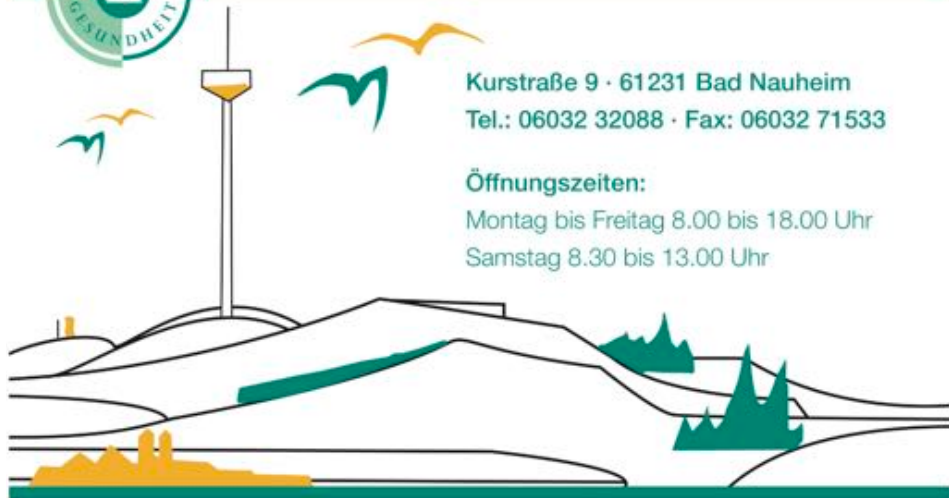 GESUNDHEIT
Kurstraße 9 · 61231 Bad Nauheim
Tel.: 06032 32088 · Fax: 06032 71533
Öffnungszeiten:
Montag bis Freitag 8.00 bis 18.00 Uhr
Samstag 8.30 bis 13.00 Uhr